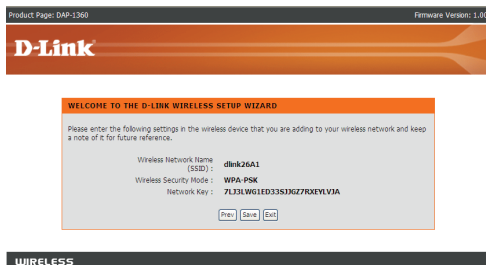 Product Page: DAP-1360
Firmware Version: 1.00
D-Link
WELCOME TO THE D-LINK WIRELESS SETUP WIZARD
Please enter the following settings in the wireless device that you are adding to your wireless network and keep
a note of it for future reference.
Wireless Network Name
(SSID) : dlink26A1
Wireless Security Mode : WPA-PSK
Network Key : 7LJ3LWG1ED33SJJGZ7RXEYLVJA
Prev Save Exit
WIRELESS